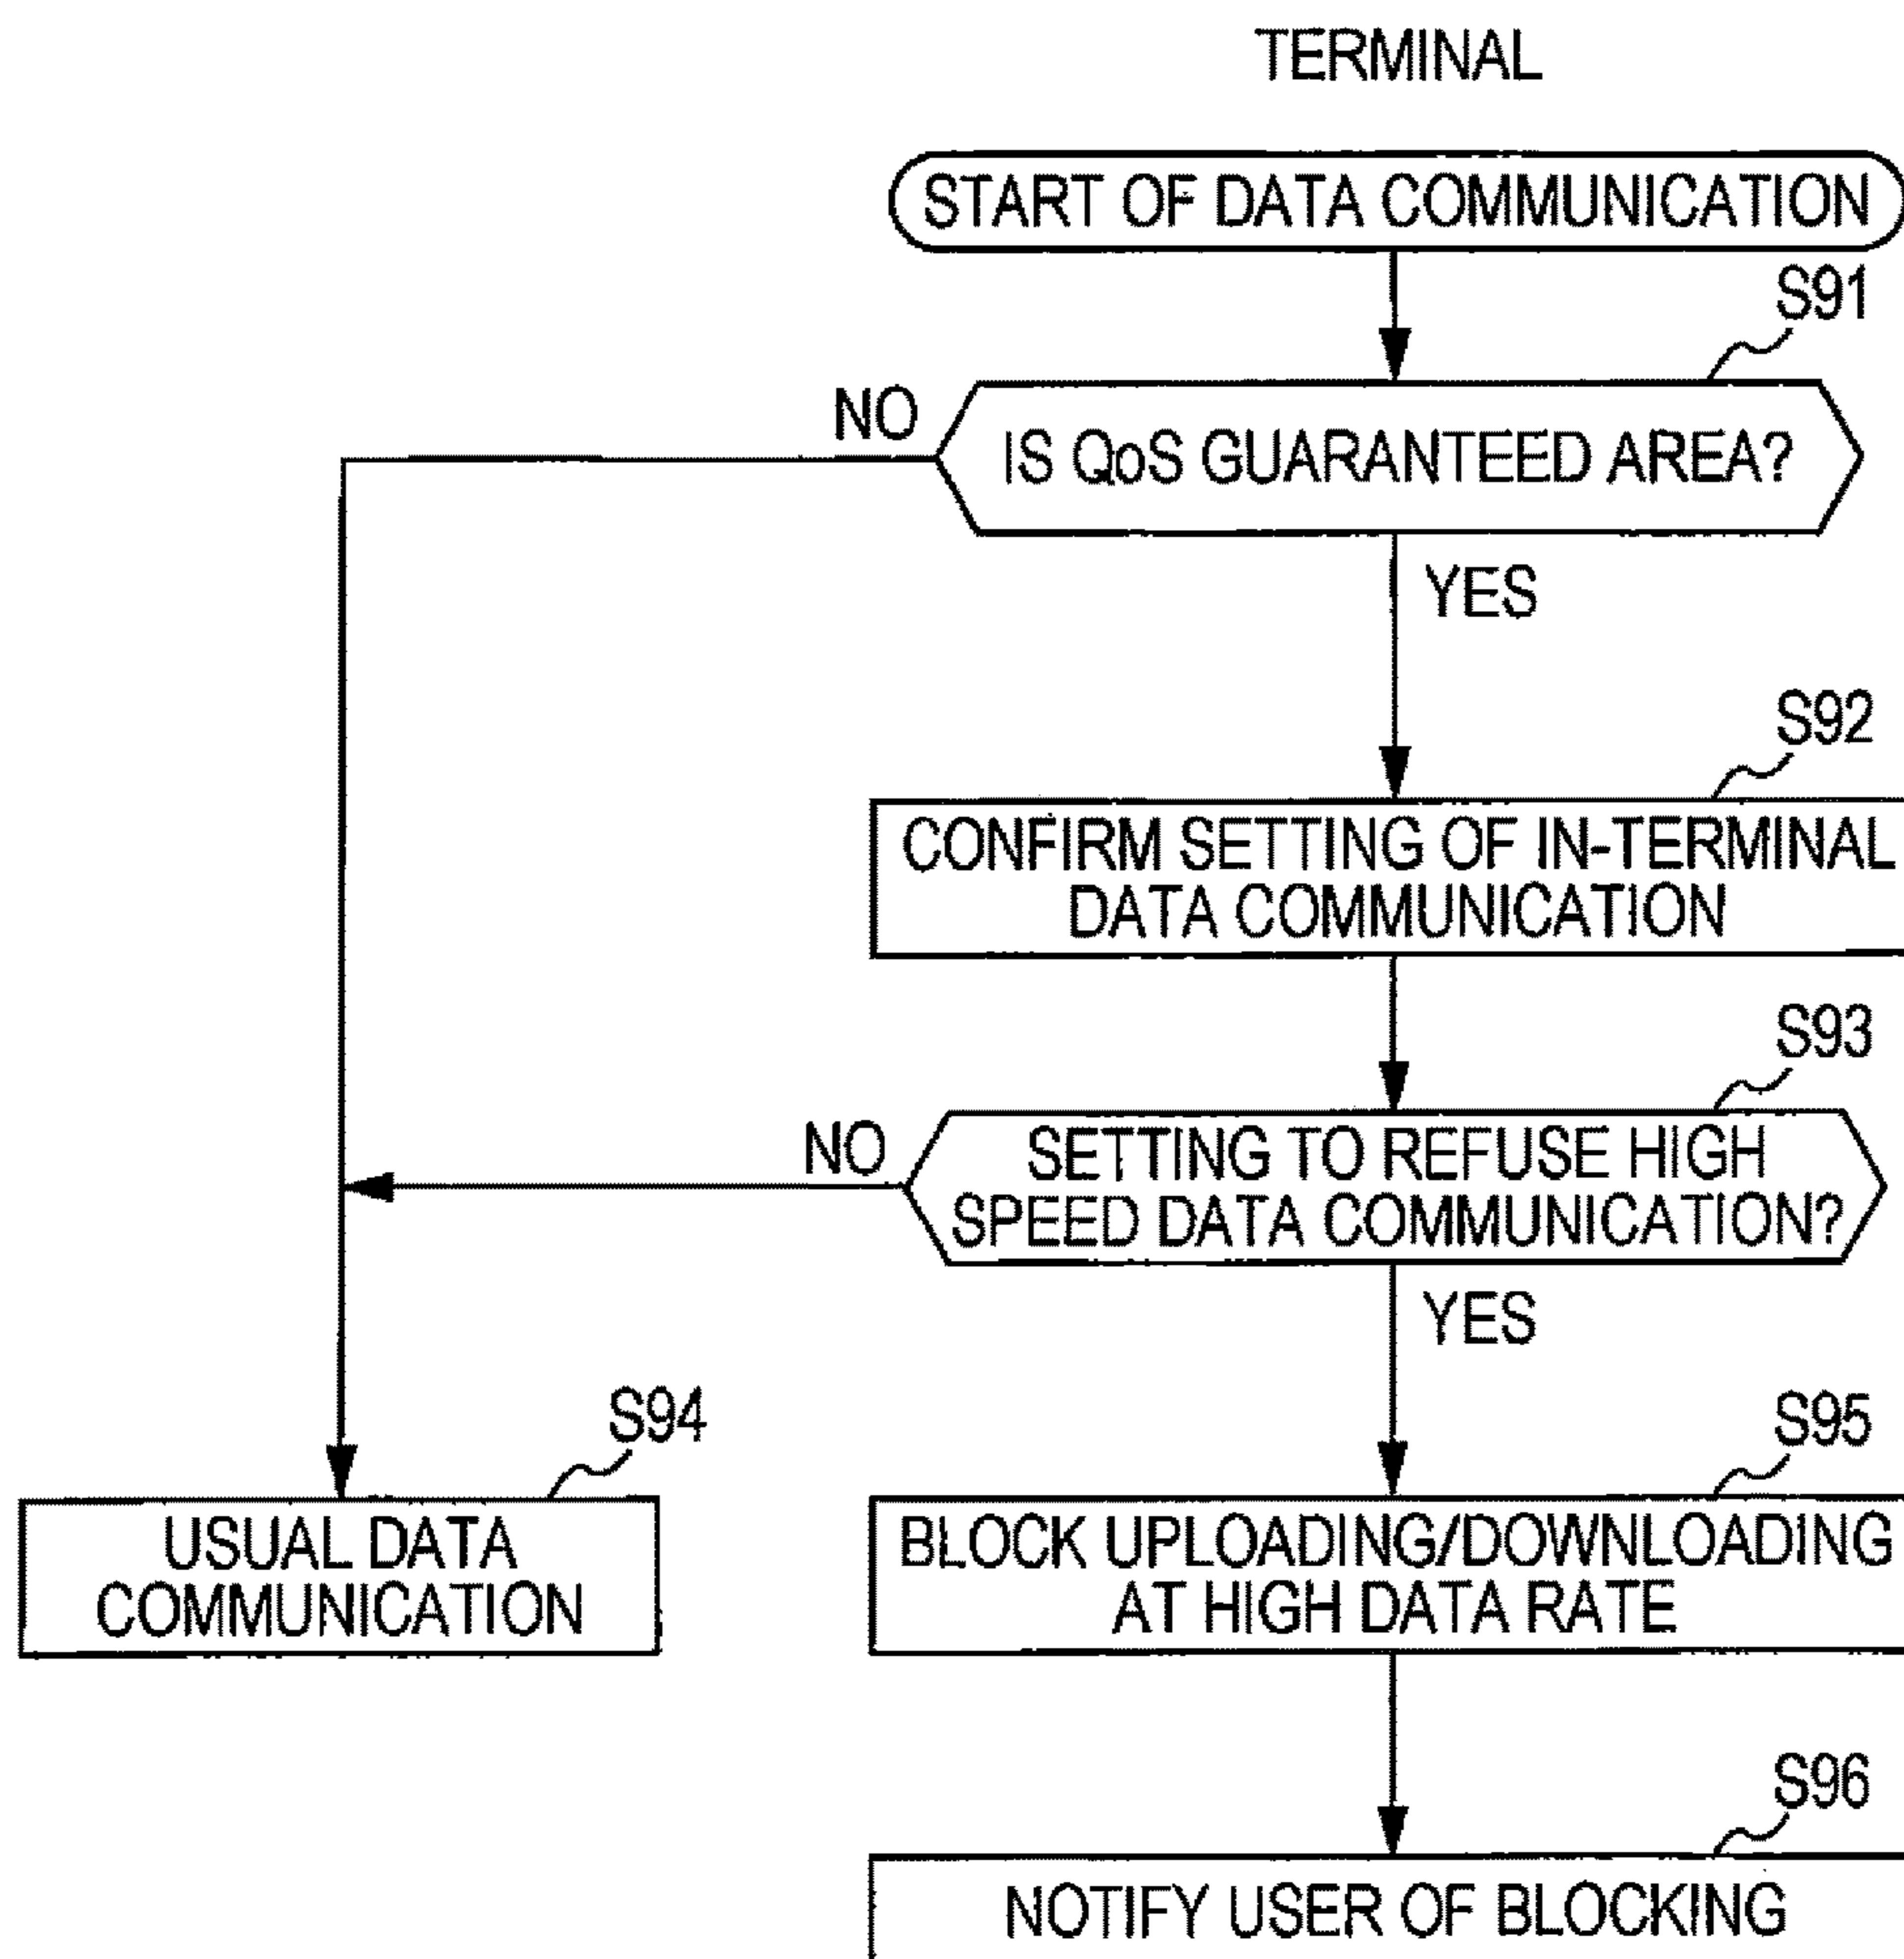 TERMINAL
START OF DATA COMMUNICATION
S91
NO
IS QoS GUARANTEED AREA?
YES
S92
CONFIRM SETTING OF IN-TERMINAL
DATA COMMUNICATION
S93
NO
SETTING TO REFUSE HIGH
SPEED DATA COMMUNICATION?
YES
S94
USUAL DATA
COMMUNICATION
S95
BLOCK UPLOADING/DOWNLOADING
AT HIGH DATA RATE
S96
NOTIFY USER OF BLOCKING